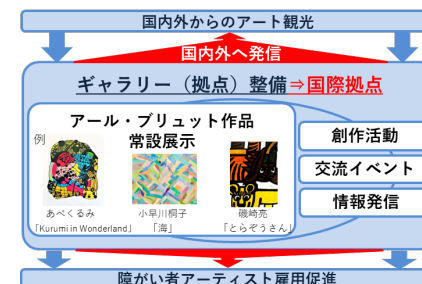 国内外からのアート観光
国内外へ発信
ギャラリー（拠点）整備⇒国際拠点
アール・ブリュット作品
常設展示
例
あべくるみ
「Kurumi in Wonderland」
小早川桐子
「海」
磯崎亮
「とらぞうさん」
創作活動
交流イベント
情報発信
障がい者アーティスト雇用促進